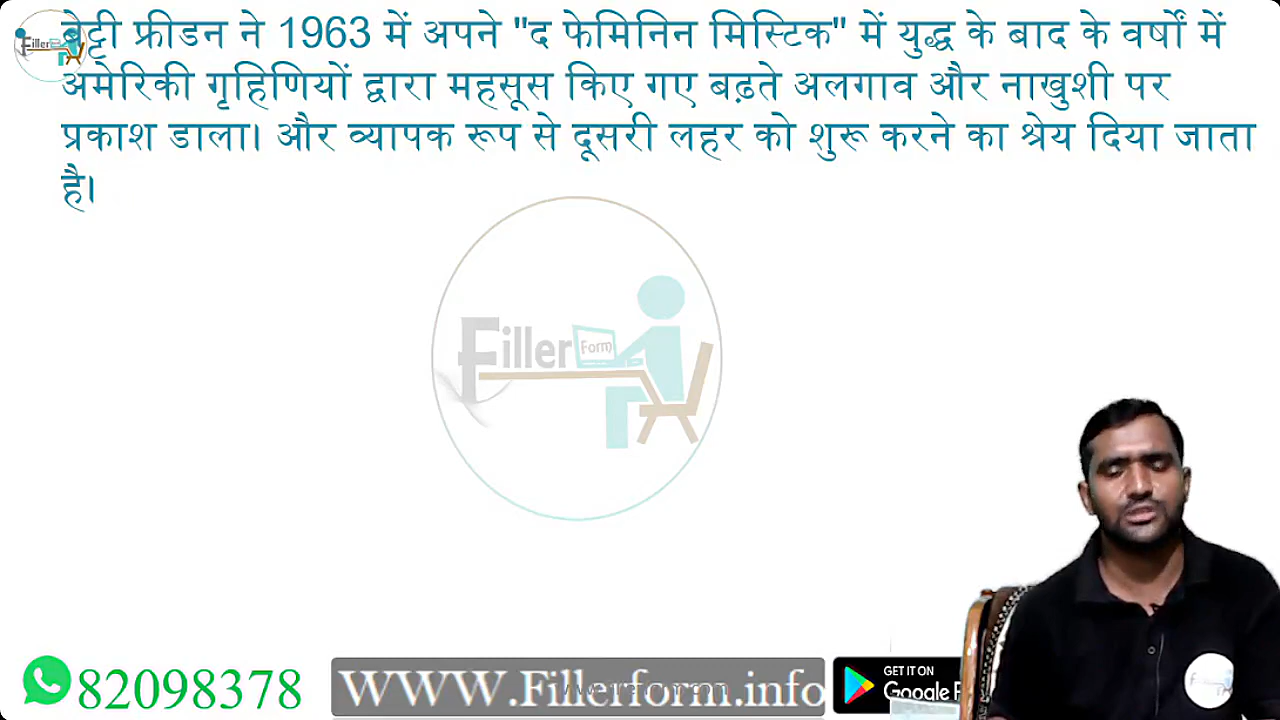 बेट्टी फ्रीडन ने 1963 में अपने "द फेमिनिन मिस्टिक" में युद्ध के बाद के वर्षों में
अमेरिकी गृहिणियों द्वारा महसूस किए गए बढ़ते अलगाव और नाखुशी पर
प्रकाश डाला। और व्यापक रूप से दूसरी लहर को शुरू करने का श्रेय दिया जाता
है।
Filler Form
82098378
WWW.Fillerform.info
GET IT ON
Google